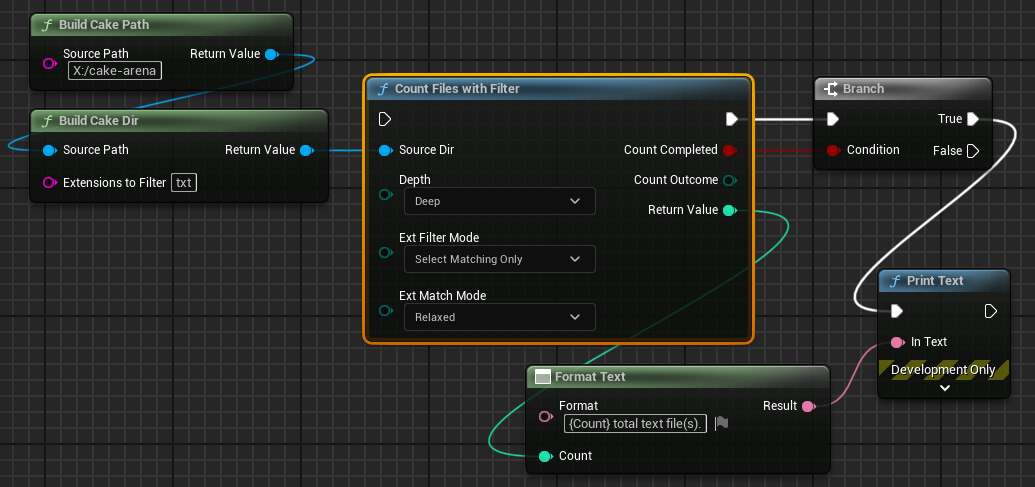 Build Cake Path
Source Path
X:/cake-arena
Return Value
Build Cake Dir
Source Path
Return Value
Extensions to Filter txt
Count Files with Filter
Source Dir
Depth
Deep
Ext Filter Mode
Select Matching Only
Ext Match Mode
Relaxed
Count Completed
Count Outcome
Return Value
Branch
True
Condition
False
Print Text
In Text
Development Only
Format Text
Format
{Count} total text file(s).
Result
Count